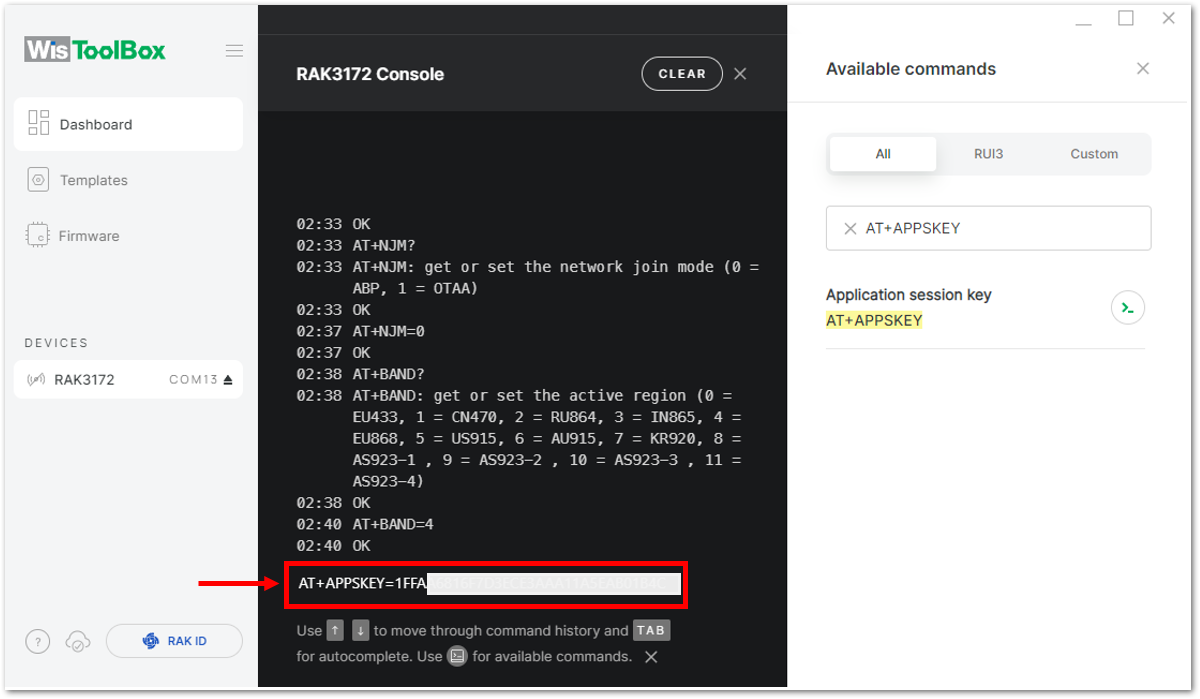 WisToolBox
Dashboard
Templates
Firmware
DEVICES
RAK3172 COM13
?
RAK ID
RAK3172 Console
CLEAR
02:33 OK
02:33 AT+NJM?
02:33 AT+NJM: get or set the network join mode (0 =
ABP, 1 = OTAA)
02:33 OK
02:37 AT+NJM=0
02:37 OK
02:38 AT+BAND?
02:38 AT+BAND: get or set the active region (0 =
EU433, 1 = CN470, 2 = RU864, 3 = IN865, 4 =
EU868, 5 = US915, 6 = AU915, 7 = KR920, 8 =
AS923-1 , 9 = AS923-2 , 10 = AS923-3 , 11 =
AS923-4)
02:38 OK
02:40 AT+BAND=4
02:40 OK
AT+APPSKEY=1FFA
Use ↑ ↓ to move through command history and TAB
for autocomplete. Use for available commands.
Available commands
All RUI3 Custom
AT+APPSKEY
Application session key
AT+APPSKEY